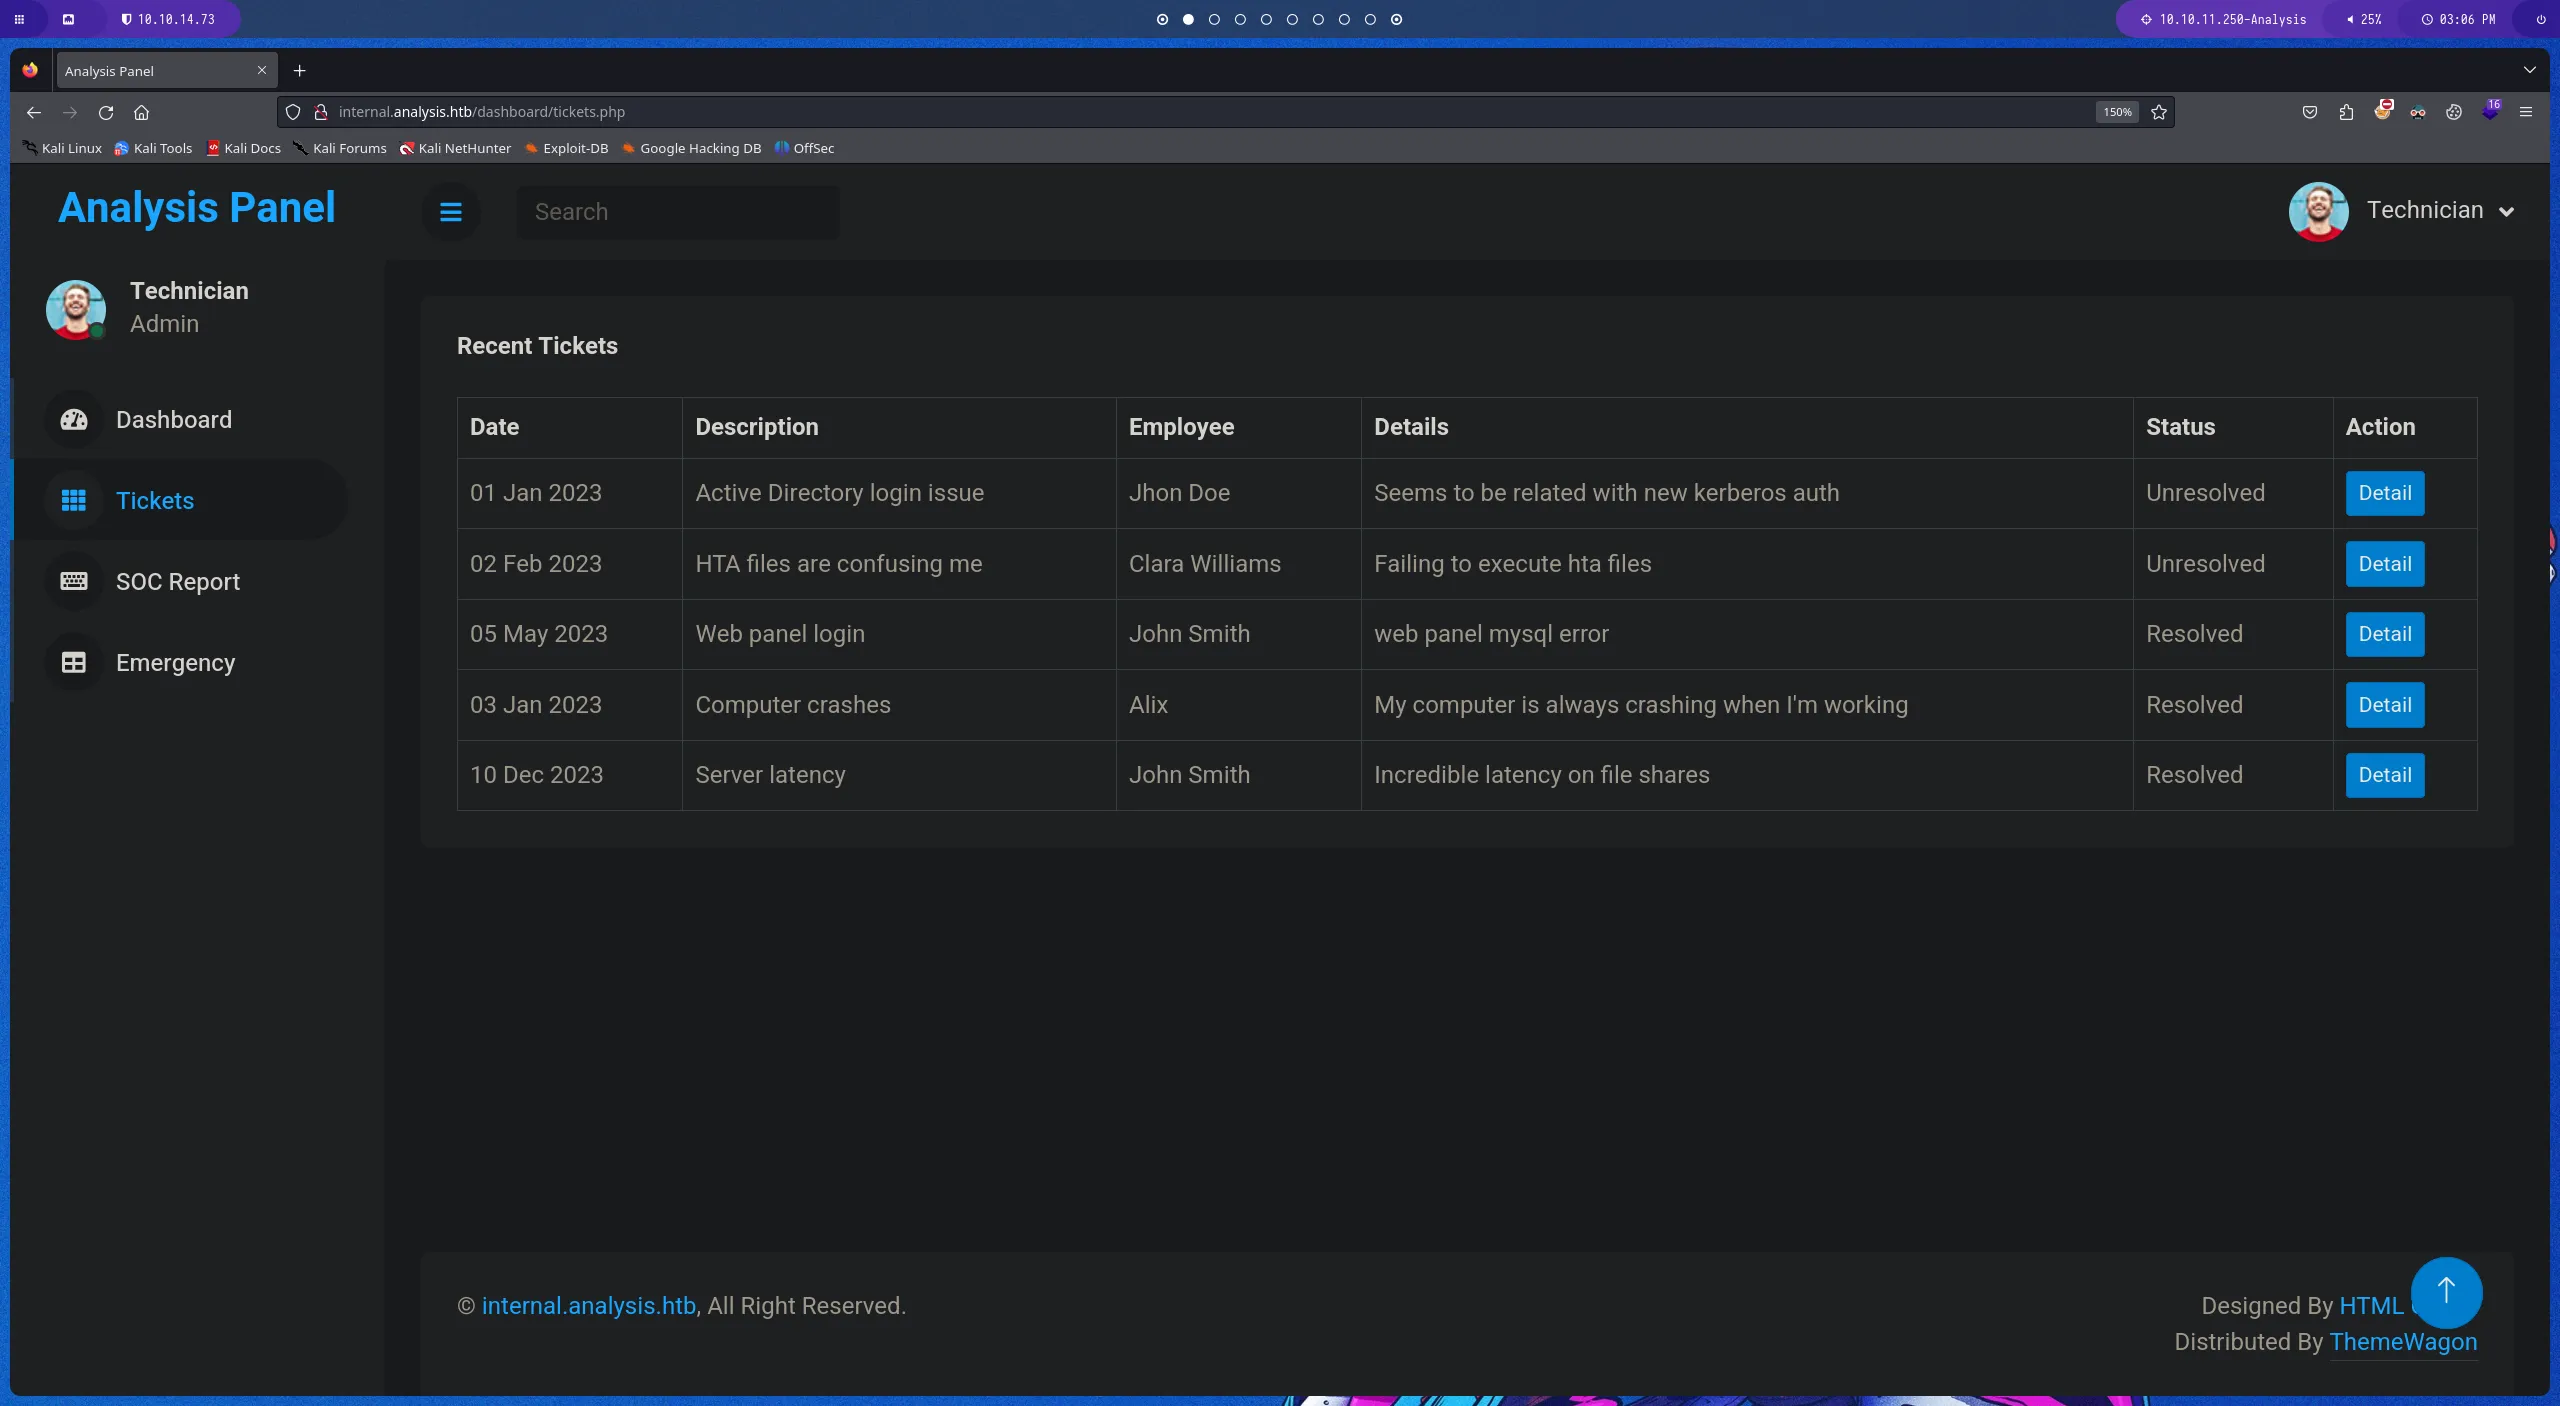 10.10.14.73
10.10.11.250-Analysis 25% 03:06 PM
Analysis Panel
internal.analysis.htb/dashboard/tickets.php 150% 16
Kali Linux Kali Tools Kali Docs Kali Forums Kali NetHunter Exploit-DB Google Hacking DB OffSec
Analysis Panel Search Technician
Technician
Admin
Dashboard
Tickets
SOC Report
Emergency
Recent Tickets
Date Description Employee Details Status Action
01 Jan 2023 Active Directory login issue Jhon Doe Seems to be related with new kerberos auth Unresolved Detail
02 Feb 2023 HTA files are confusing me Clara Williams Failing to execute hta files Unresolved Detail
05 May 2023 Web panel login John Smith web panel mysql error Resolved Detail
03 Jan 2023 Computer crashes Alix My computer is always crashing when I'm working Resolved Detail
10 Dec 2023 Server latency John Smith Incredible latency on file shares Resolved Detail
© internal.analysis.htb, All Right Reserved.
Designed By HTML
Distributed By ThemeWagon